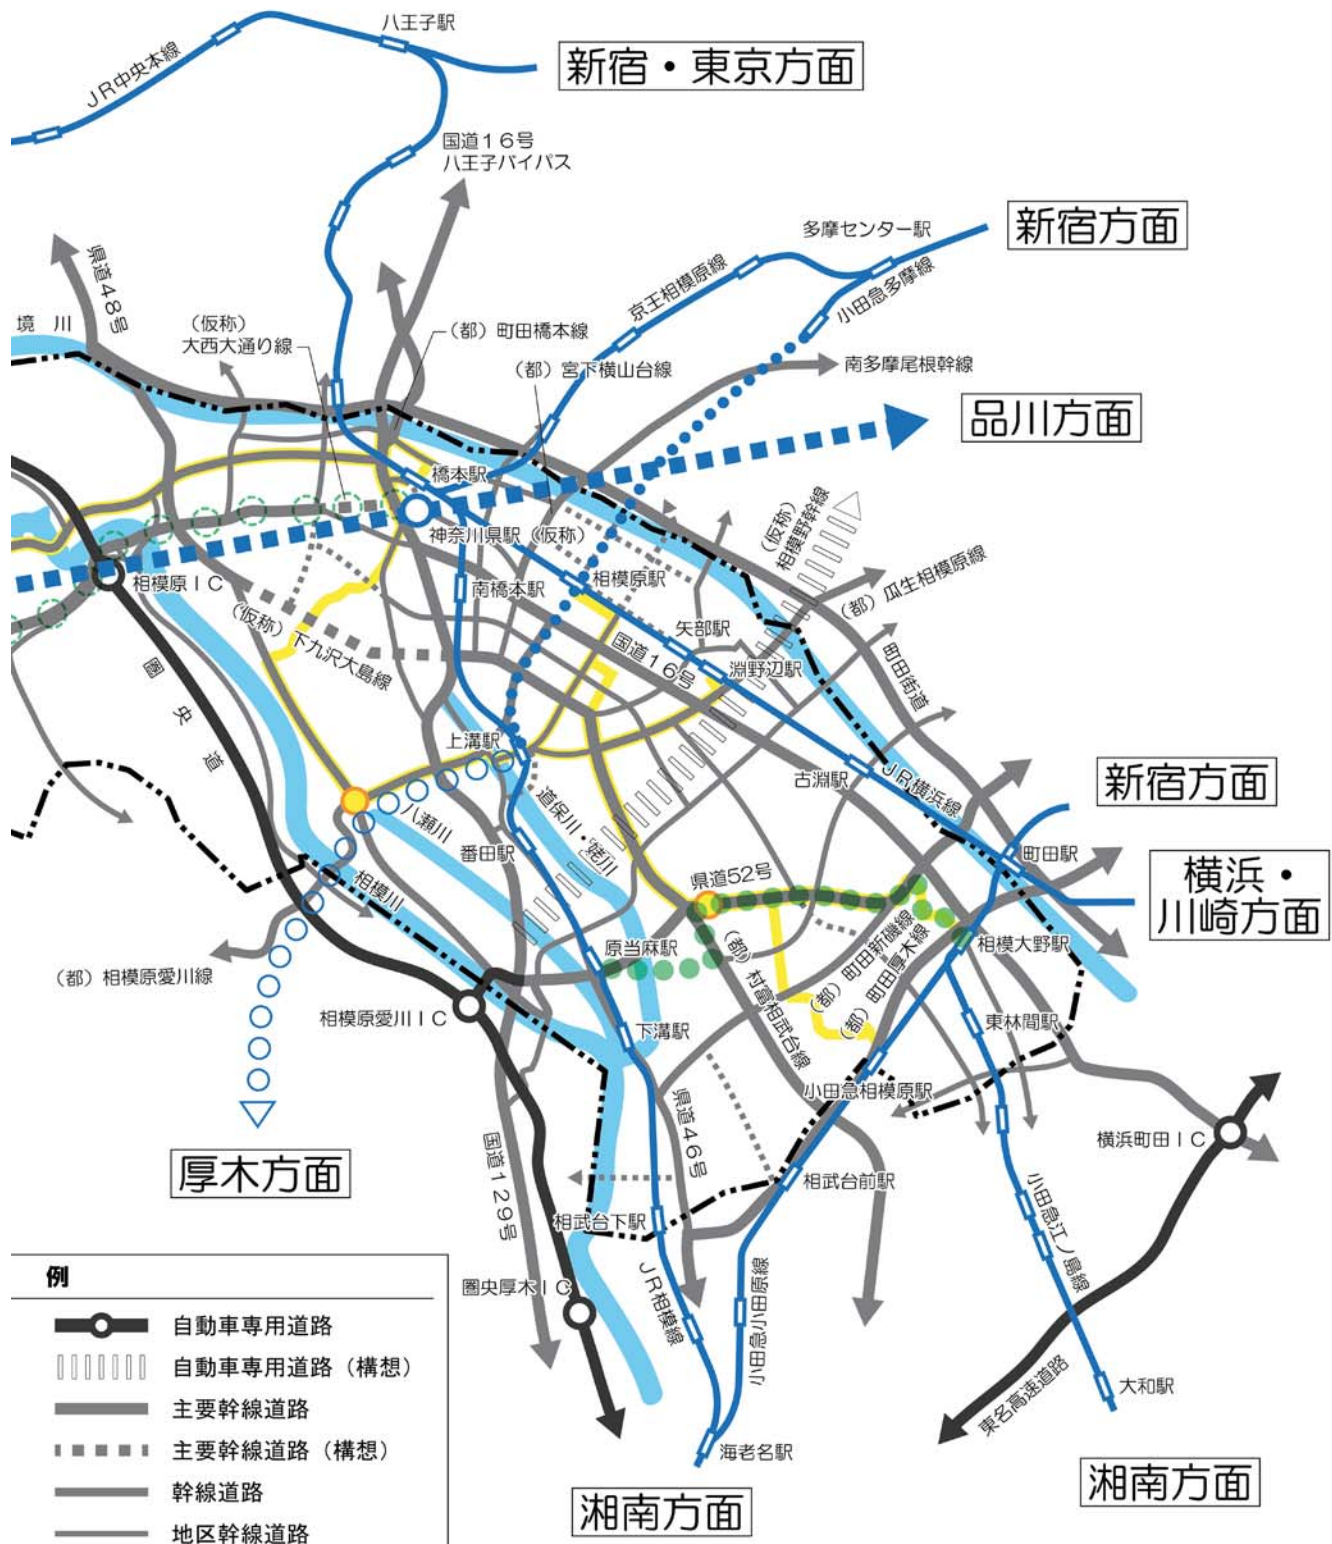 八王子駅
新宿・東京方面
JR中央本線
国道16号
八王子バイパス
多摩センター駅
新宿方面
県道48号
京王相模原線
小田急多摩線
境 川
(仮称)
大西大通り線
(都)町田橋本線
(都)宮下横山台線
南多摩尾根幹線
品川方面
橋本駅
神奈川県駅(仮称)
(仮称)
相模野幹線
相模原IC
南橋本駅
相模原駅
(都)瓜生相模原線
(仮称)下九沢大島線
国道16号
矢部駅
淵野辺駅
町田街道
圏央道
上溝駅
古淵駅
JR横浜線
新宿方面
八瀬川
番田駅
道保川・姥川
町田駅
相模川
県道52号
横浜・
川崎方面
原当麻駅
相模大野駅
(都)相模原愛川線
(都)村富相武台線
(都)町田新磯線
(都)町田厚木線
相模原愛川IC
下溝駅
東林間駅
小田急相模原駅
厚木方面
国道129号
県道46号
横浜町田IC
相武台前駅
相武台下駅
小田急江ノ島線
圏央厚木IC
JR相模線
小田急小田原線
東名高速道路
大和駅
海老名駅
湘南方面
湘南方面
例
自動車専用道路
自動車専用道路(構想)
主要幹線道路
主要幹線道路(構想)
幹線道路
地区幹線道路